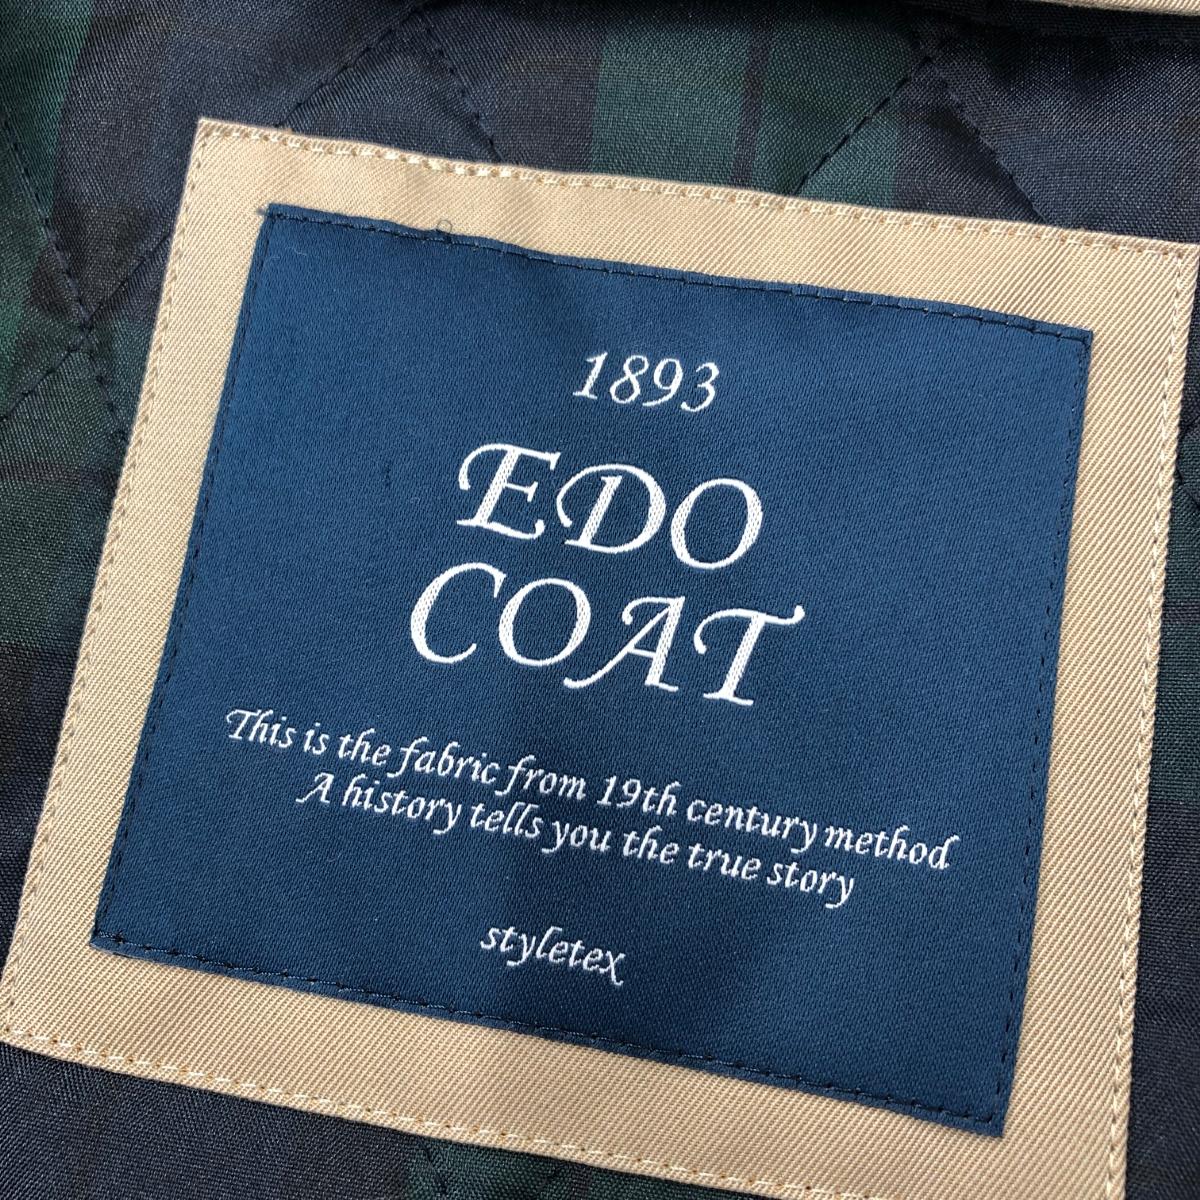 1893
EDO
COAT
This is the fabric from 19th century method
A history tells you the true story
styletex